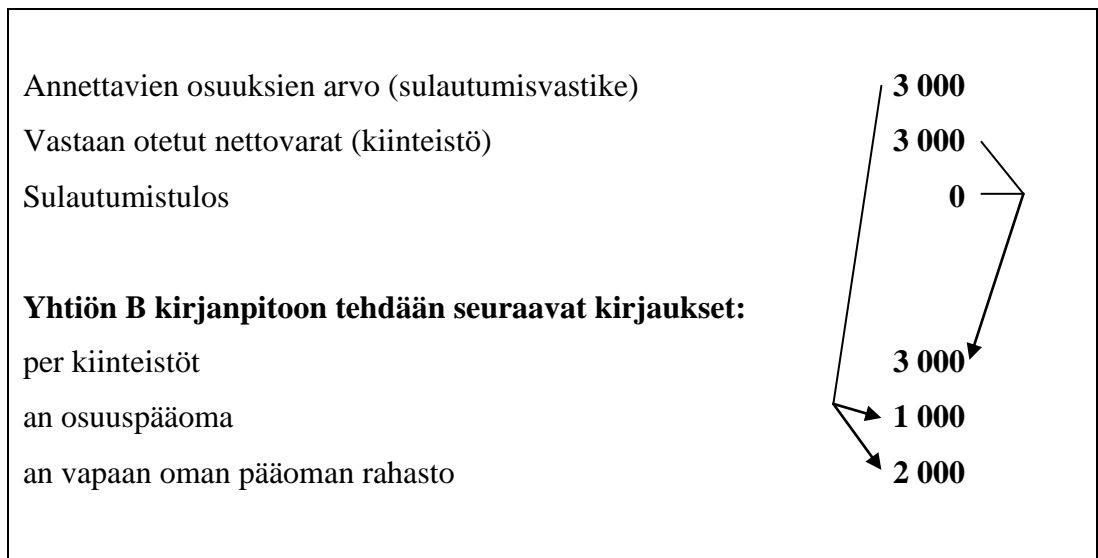 Annettavien osuuksien arvo (sulautumisvastike) 3 000
Vastaan otetut nettovarat (kiinteistö) 3 000
Sulautumistulos 0
Yhtiön B kirjanpitoon tehdään seuraavat kirjaukset:
per kiinteistöt 3 000
an osuuspääoma 1 000
an vapaan oman pääoman rahasto 2 000